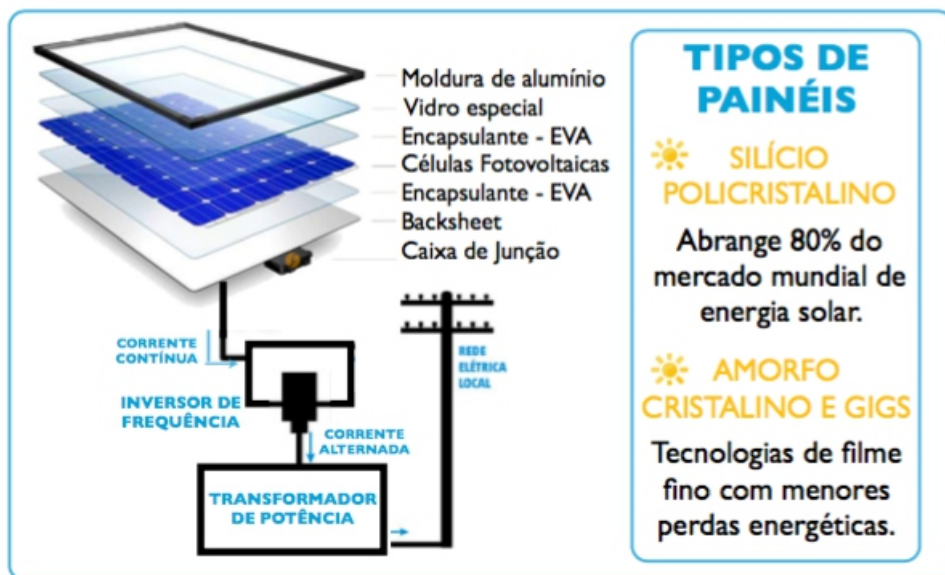 Moldura de alumínio
Vidro especial
Encapsulante - EVA
Células Fotovoltaicas
Encapsulante - EVA
Backsheet
Caixa de Junção
CORRENTE
CONTÍNUA
INVERSOR DE
FREQUÊNCIA
CORRENTE
ALTERNADA
TRANSFORMADOR
DE POTÊNCIA
REDE
ELÉTRICA
LOCAL
TIPOS DE
PAINÉIS
SILÍCIO
POLICRISTALINO
Abrange 80% do
mercado mundial de
energia solar.
AMORFO
CRISTALINO E GIGS
Tecnologias de filme
fino com menores
perdas energéticas.